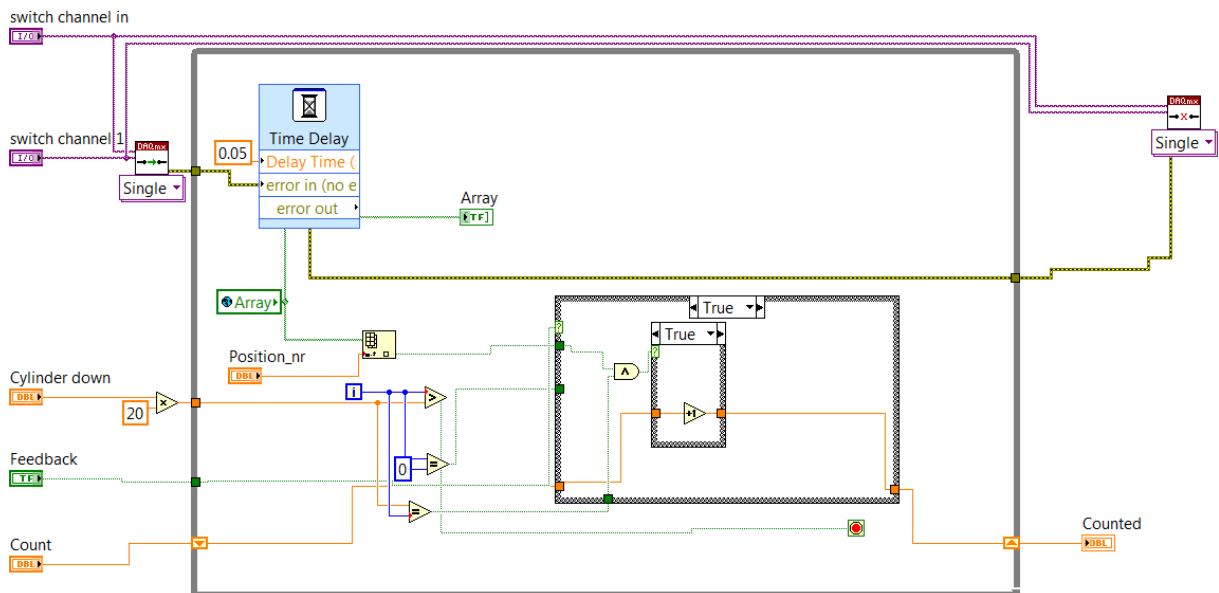 switch channel in
I/O
switch channel 1
I/O
DAQmx
Single
Time Delay
0.05
Delay Time (
error in (no e
error out
Array
TF
DAQmx
Single
Array
Position_nr
DBL
True
True
Cylinder down
DBL
20
x
i
>
0
=
=
?
?
∧
+1
Feedback
TF
Count
DBL
Counted
DBL